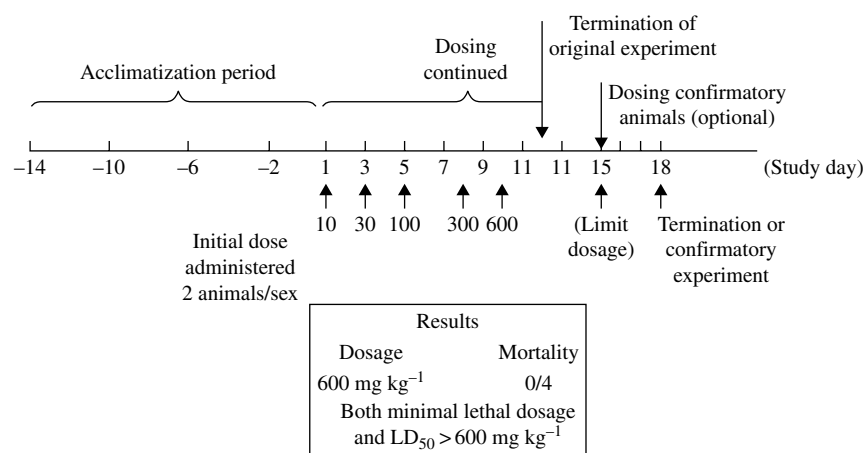 Termination of
original experiment
Dosing
continued
Acclimatization period
Dosing confirmatory
animals (optional)
−14 −10 −6 −2 1 3 5 7 9 11 11 15 18 (Study day)
10 30 100 300 600
Initial dose
administered
2 animals/sex
(Limit
dosage)
Termination or
confirmatory
experiment
Results
Dosage Mortality
600 mg kg⁻¹ 0/4
Both minimal lethal dosage
and LD₅₀ > 600 mg kg⁻¹